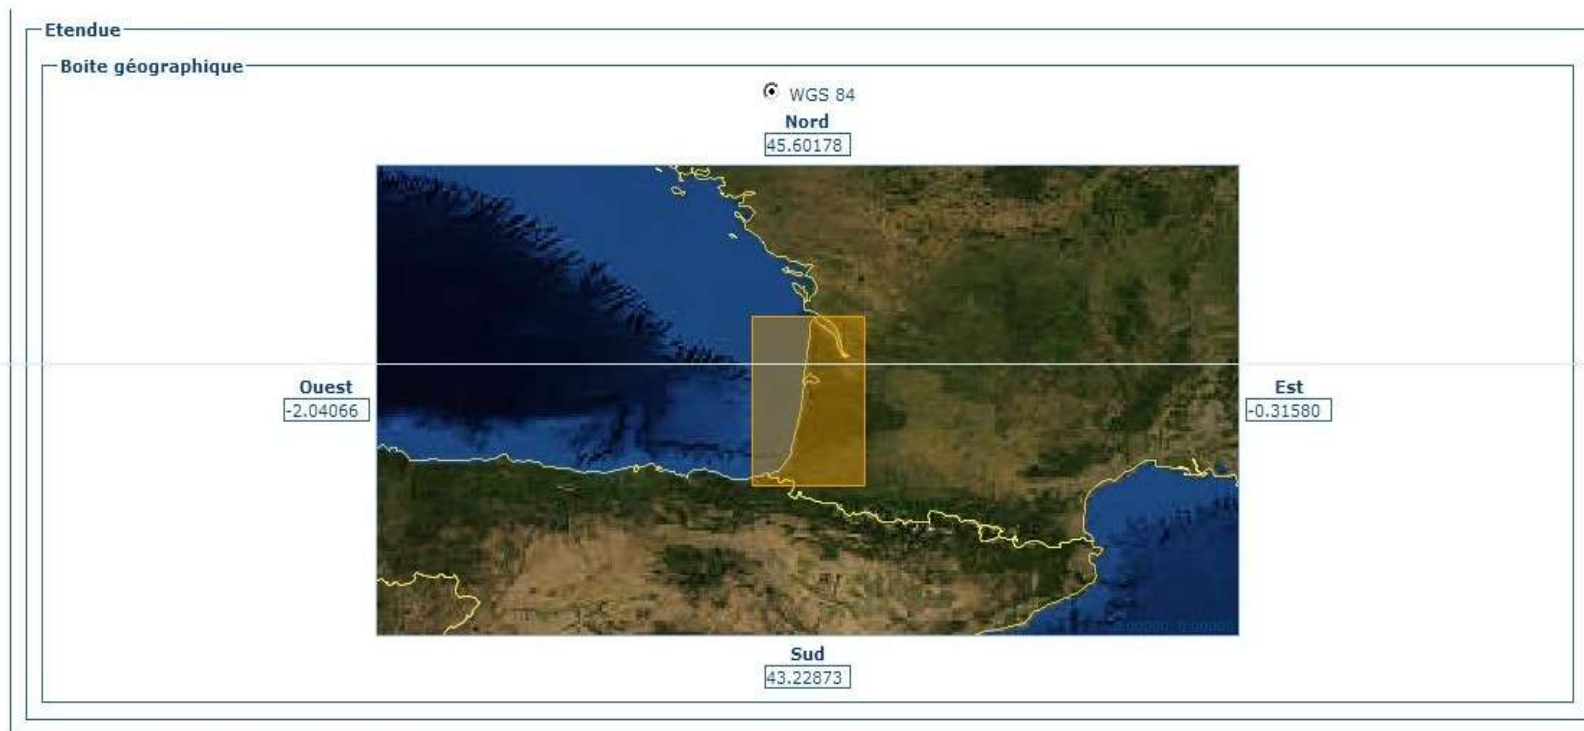 Etendue
Boite géographique
WGS 84
Nord
45.60178
Ouest
-2.04066
Est
-0.31580
Sud
43.22873